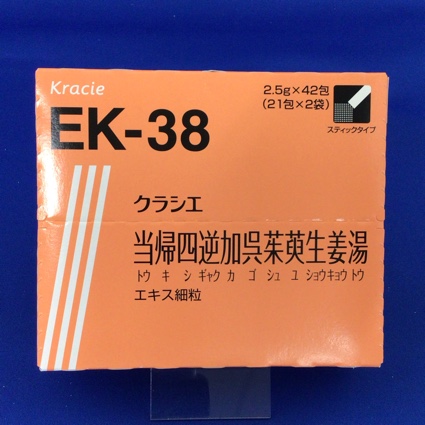 Kracie
2.5g×42包
(21包×2袋)
スティックタイプ
EK-38
クラシエ
当帰四逆加呉茱萸生姜湯
トウ キ シ ギャク カ ゴ シュ ユ ショウキョウ トウ
エキス細粒